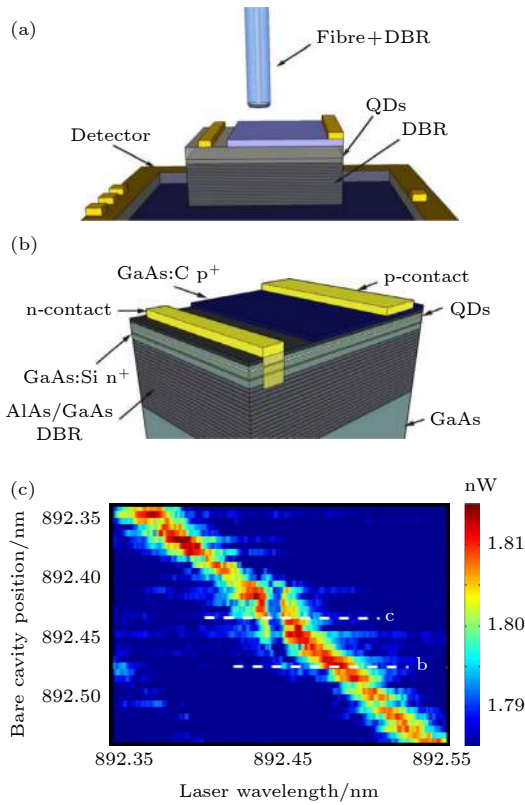 (a)
Fibre+DBR
QDs
DBR
Detector
(b)
GaAs:C p⁺
p-contact
n-contact
QDs
GaAs:Si n⁺
AlAs/GaAs
DBR
GaAs
(c)
nW
892.35
1.81
892.40
c
1.80
892.45
b
892.50
1.79
892.35
892.45
892.55
Bare cavity position/nm
Laser wavelength/nm